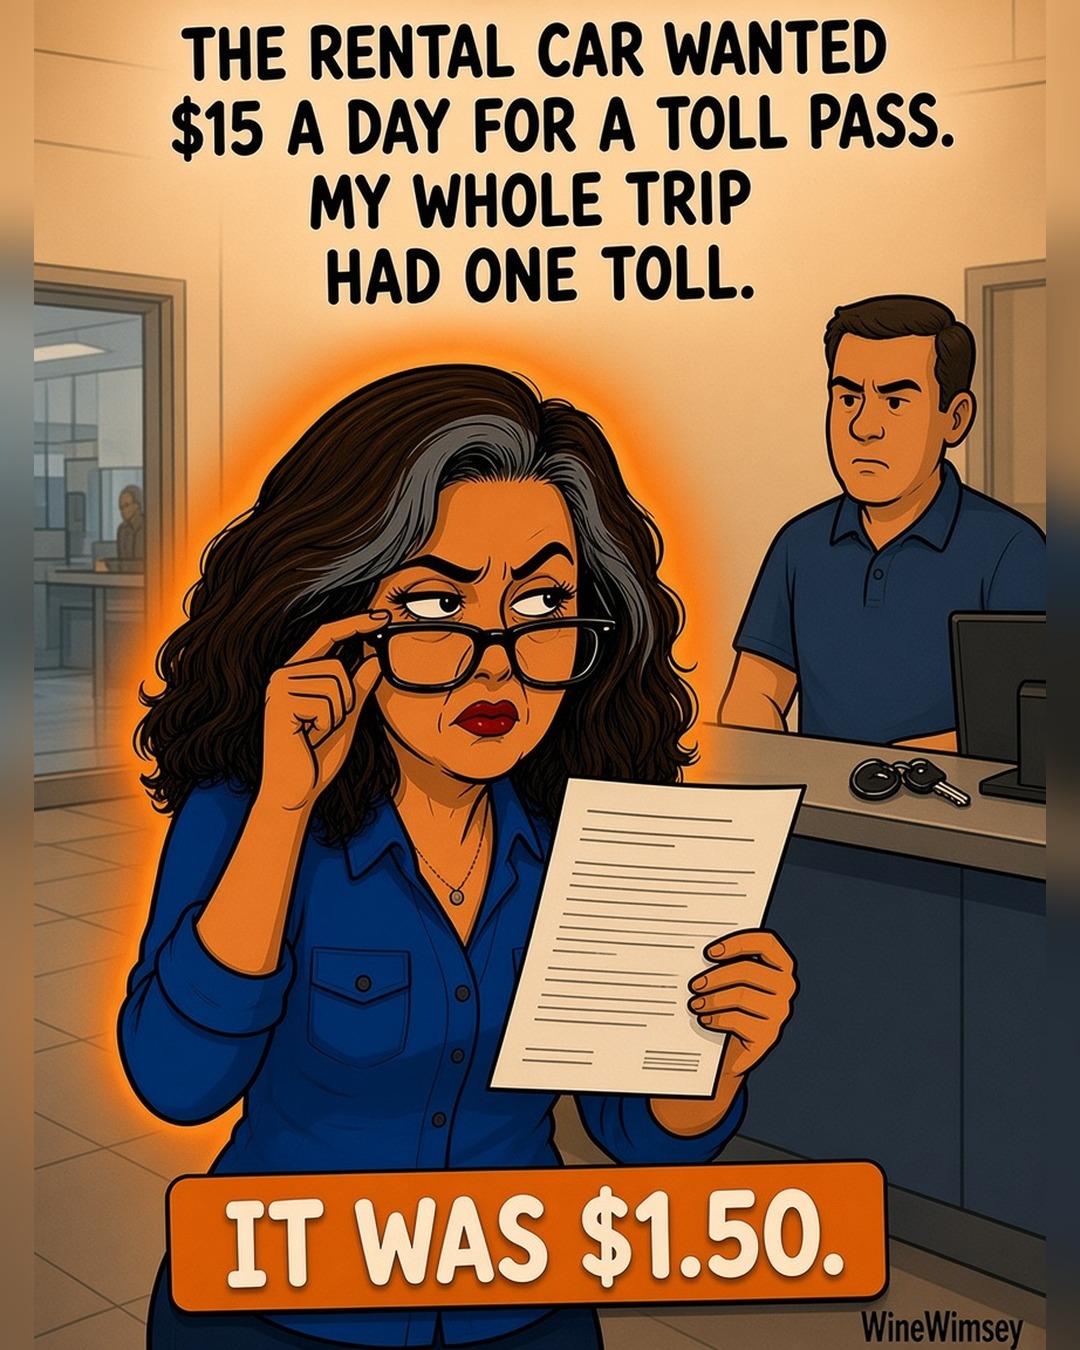 THE RENTAL CAR WANTED
$15 A DAY FOR A TOLL PASS.
MY WHOLE TRIP
HAD ONE TOLL.
IT WAS $1.50.
WineWimsey